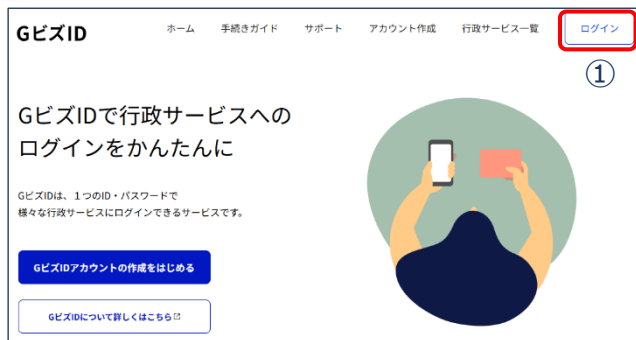 GビズID
ホーム 手続きガイド サポート アカウント作成 行政サービス一覧 ログイン
①
GビズIDで行政サービスへの
ログインをかんたんに
GビズIDは、1つのID・パスワードで
様々な行政サービスにログインできるサービスです。
GビズIDアカウントの作成をはじめる
GビズIDについて詳しくはこちら